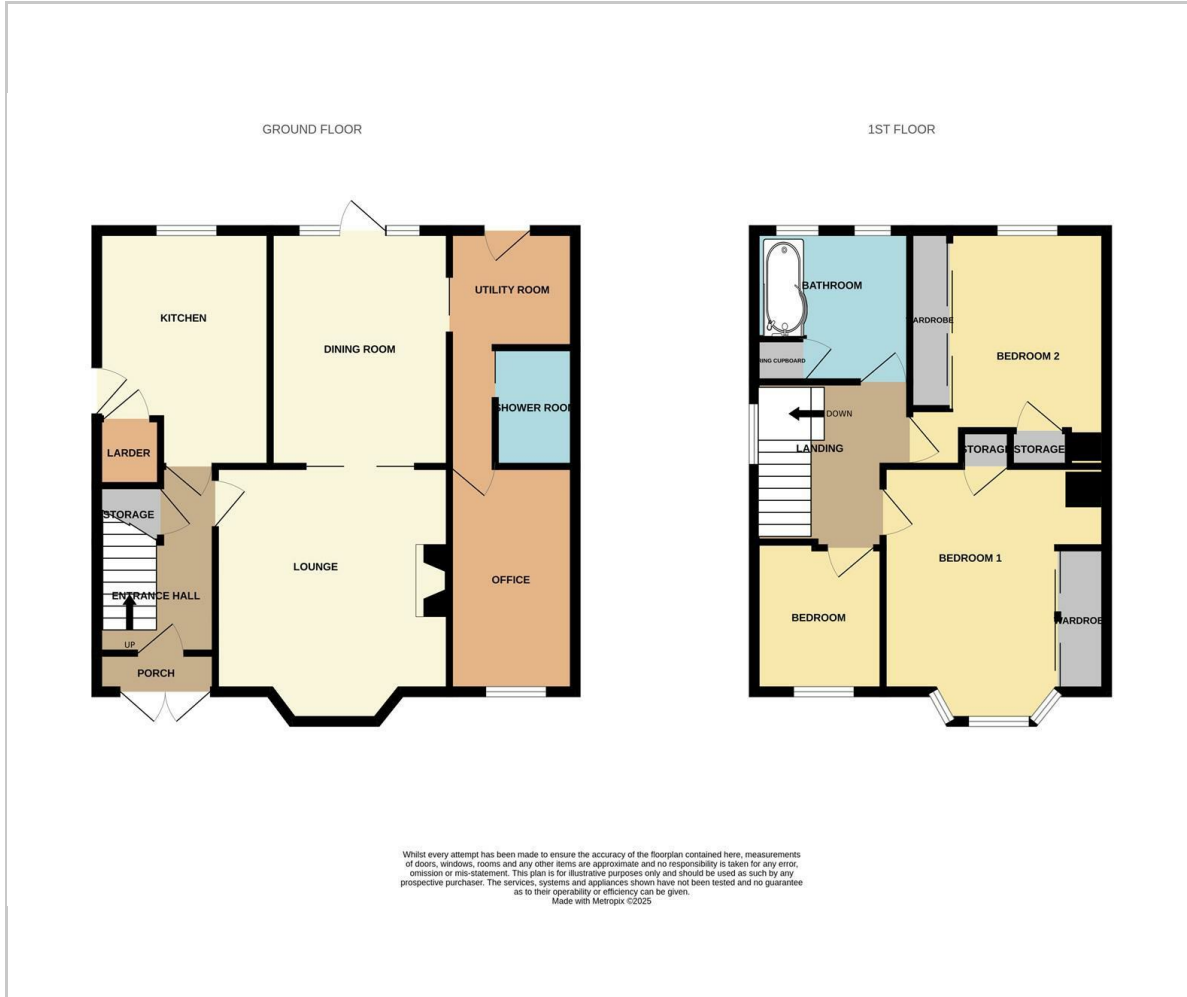 GROUND FLOOR
1ST FLOOR
KITCHEN
DINING ROOM
UTILITY ROOM
SHOWER ROOM
LARDER
STORAGE
LOUNGE
OFFICE
ENTRANCE HALL
UP
PORCH
BATHROOM
WARDROBE
BEDROOM 2
RING CUPBOARD
DOWN
LANDING
STORAGE
STORAGE
BEDROOM 1
BEDROOM
WARDROBE
Whilst every attempt has been made to ensure the accuracy of the floorplan contained here, measurements
of doors, windows, rooms and any other items are approximate and no responsibility is taken for any error,
omission or mis-statement. This plan is for illustrative purposes only and should be used as such by any
prospective purchaser. The services, systems and appliances shown have not been tested and no guarantee
as to their operability or efficiency can be given.
Made with Metropix ©2025